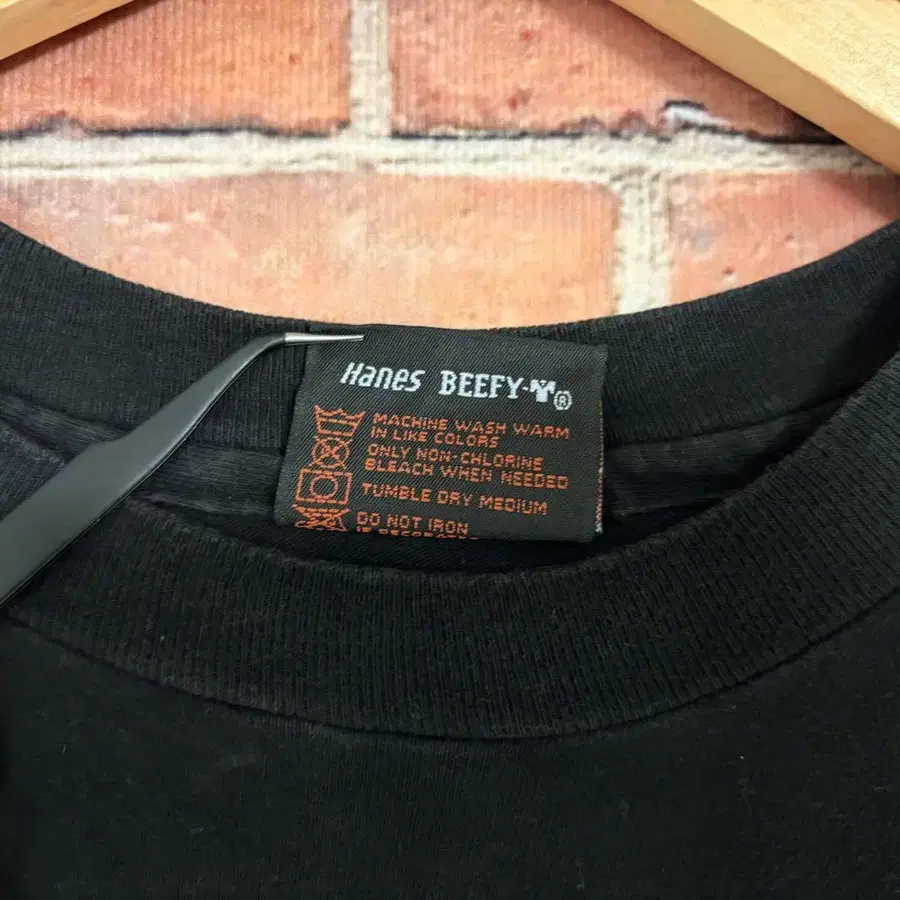 Hanes BEEFY-T®
MACHINE WASH WARM
IN LIKE COLORS
ONLY NON-CHLORINE
BLEACH WHEN NEEDED
TUMBLE DRY MEDIUM
DO NOT IRON